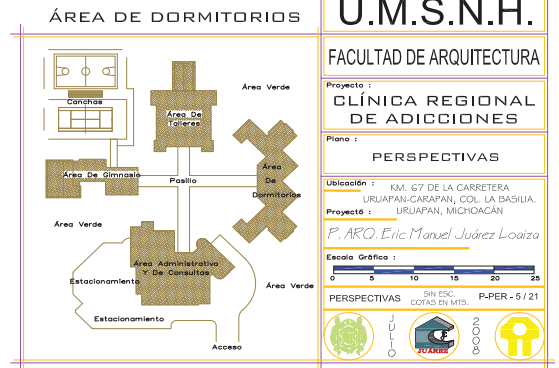 ÁREA DE DORMITORIOS
Canchas
Área Verde
Área De
Talleres
Área De Gimnasio
Pasillo
Área
De
Dormitorios
Área Verde
Área Administrativa
Y De Consultas
Estacionamiento
Área Verde
Estacionamiento
Acceso
U.M.S.N.H.
FACULTAD DE ARQUITECTURA
Proyecto :
CLÍNICA REGIONAL
DE ADICCIONES
Plano :
PERSPECTIVAS
Ubicación : KM. 67 DE LA CARRETERA
URUAPAN-CARAPAN, COL. LA BASILIA.
Proyectó : URUAPAN, MICHOACÁN
P. ARQ. Eric Manuel Juárez Loaiza
Escala Gráfica :
0 5 10 15 20 25
PERSPECTIVAS SIN ESC. P-PER - 5 / 21
COTAS EN MTS.
JULIO
JUÁREZ
2008